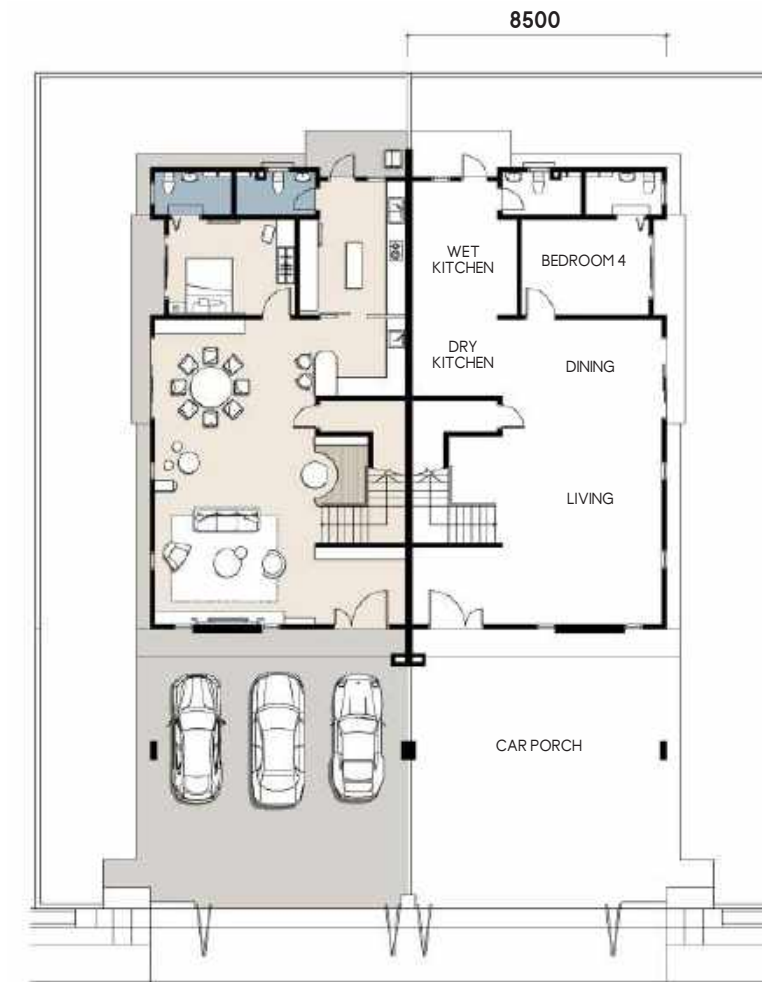 8500
WET
KITCHEN
BEDROOM 4
DRY
KITCHEN
DINING
LIVING
CAR PORCH